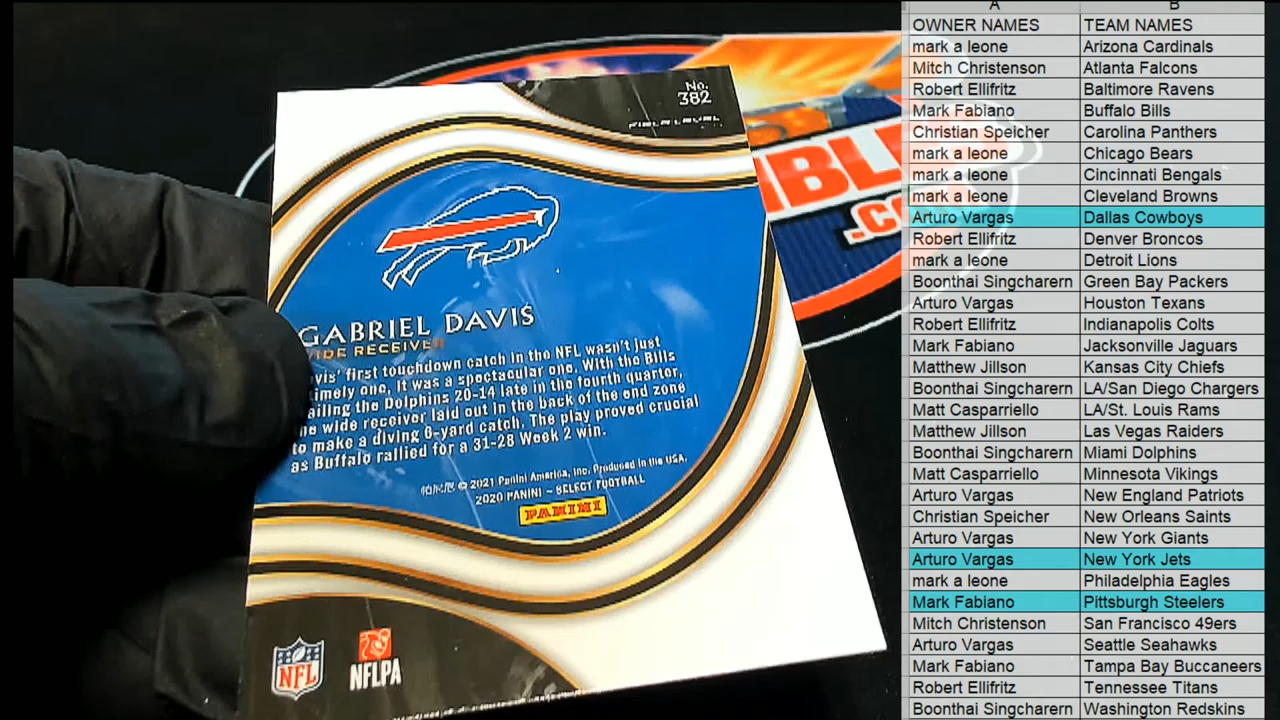 No.
382
FIELD LEVEL
GABRIEL DAVIS
WIDE RECEIVER
avis' first touchdown catch in the NFL wasn't just
timely one, it was a spectacular one. With the Bills
ailing the Dolphins 20-14 late in the fourth quarter,
he wide receiver laid out in the back of the end zone
to make a diving 6-yard catch. The play proved crucial
as Buffalo rallied for a 31-28 Week 2 win.
© 2021 Panini America, Inc. Produced in the USA.
2020 PANINI – SELECT FOOTBALL
PANINI
NFL
NFLPA
IBLE
.CO
A B
OWNER NAMES TEAM NAMES
mark a leone Arizona Cardinals
Mitch Christenson Atlanta Falcons
Robert Ellifritz Baltimore Ravens
Mark Fabiano Buffalo Bills
Christian Speicher Carolina Panthers
mark a leone Chicago Bears
mark a leone Cincinnati Bengals
mark a leone Cleveland Browns
Arturo Vargas Dallas Cowboys
Robert Ellifritz Denver Broncos
mark a leone Detroit Lions
Boonthai Singcharern Green Bay Packers
Arturo Vargas Houston Texans
Robert Ellifritz Indianapolis Colts
Mark Fabiano Jacksonville Jaguars
Matthew Jillson Kansas City Chiefs
Boonthai Singcharern LA/San Diego Chargers
Matt Casparriello LA/St. Louis Rams
Matthew Jillson Las Vegas Raiders
Boonthai Singcharern Miami Dolphins
Matt Casparriello Minnesota Vikings
Arturo Vargas New England Patriots
Christian Speicher New Orleans Saints
Arturo Vargas New York Giants
Arturo Vargas New York Jets
mark a leone Philadelphia Eagles
Mark Fabiano Pittsburgh Steelers
Mitch Christenson San Francisco 49ers
Arturo Vargas Seattle Seahawks
Mark Fabiano Tampa Bay Buccaneers
Robert Ellifritz Tennessee Titans
Boonthai Singcharern Washington Redskins